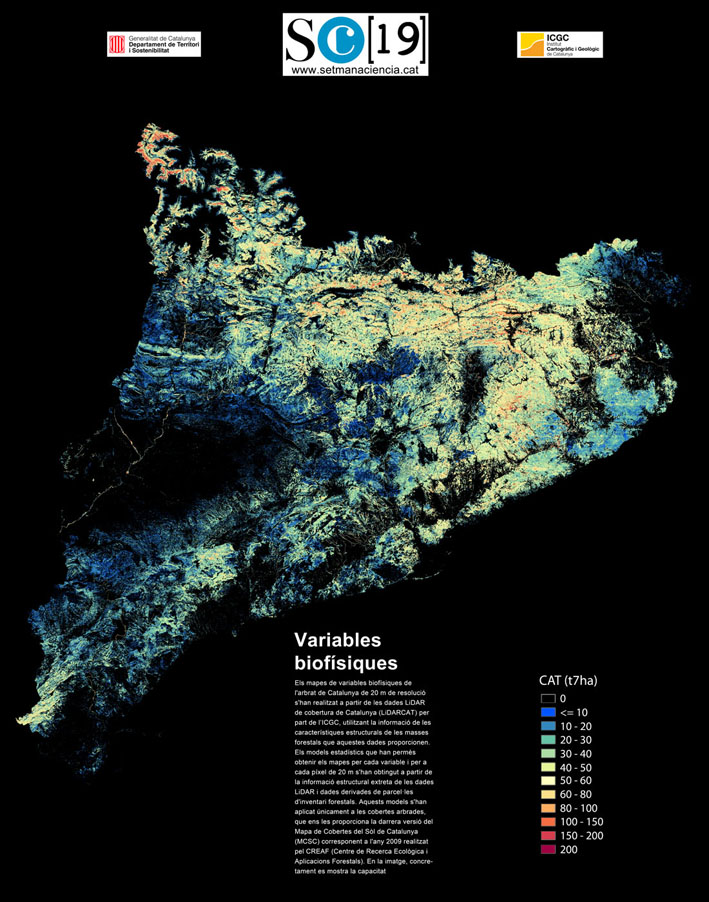 Generalitat de Catalunya
Departament de Territori
i Sostenibilitat
SC[19]
www.setmanaciencia.cat
ICGC
Institut
Cartogràfic i Geològic
de Catalunya
Variables
biofísiques
Els mapes de variables biofísiques de
l'arbrat de Catalunya de 20 m de resolució
s'han realitzat a partir de les dades LiDAR
de cobertura de Catalunya (LiDARCAT) per
part de l'ICGC, utilitzant la informació de les
característiques estructurals de les masses
forestals que aquestes dades proporcionen.
Els models estadístics que han permés
obtenir els mapes per cada variable i per a
cada píxel de 20 m s'han obtingut a partir de
la informació estructural extreta de les dades
LiDAR i dades derivades de parcel·les
d'inventari forestals. Aquests models s'han
aplicat únicament a les cobertes arbrades,
que ens les proporciona la darrera versió del
Mapa de Cobertes del Sòl de Catalunya
(MCSC) corresponent a l'any 2009 realitzat
pel CREAF (Centre de Recerca Ecològica i
Aplicacions Forestals). En la imatge, concre-
tament es mostra la capacitat
CAT (t7ha)
0
<= 10
10 - 20
20 - 30
30 - 40
40 - 50
50 - 60
60 - 80
80 - 100
100 - 150
150 - 200
200